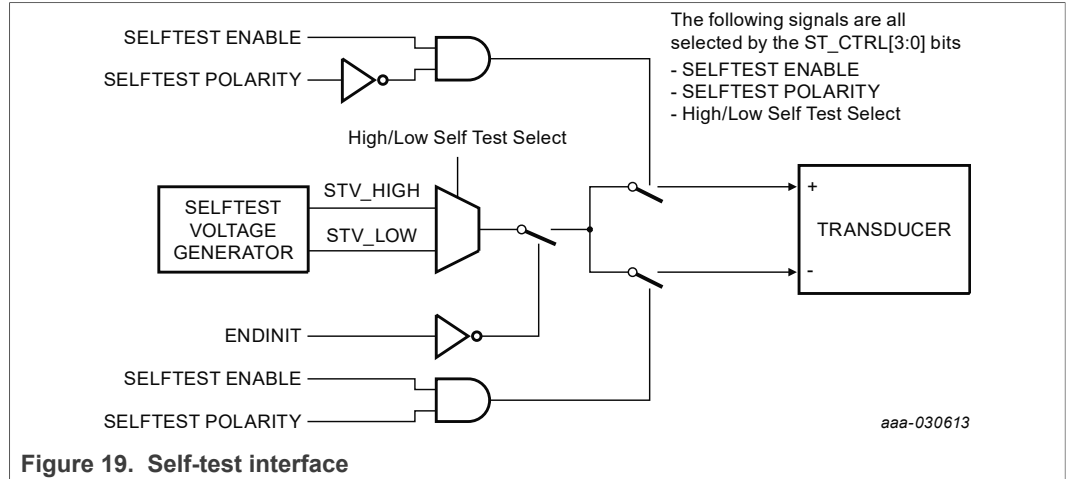 SELFTEST ENABLE
SELFTEST POLARITY
The following signals are all
selected by the ST_CTRL[3:0] bits
- SELFTEST ENABLE
- SELFTEST POLARITY
- High/Low Self Test Select
High/Low Self Test Select
SELFTEST
VOLTAGE
GENERATOR
STV_HIGH
STV_LOW
+
TRANSDUCER
-
ENDINIT
SELFTEST ENABLE
SELFTEST POLARITY
aaa-030613
Figure 19. Self-test interface